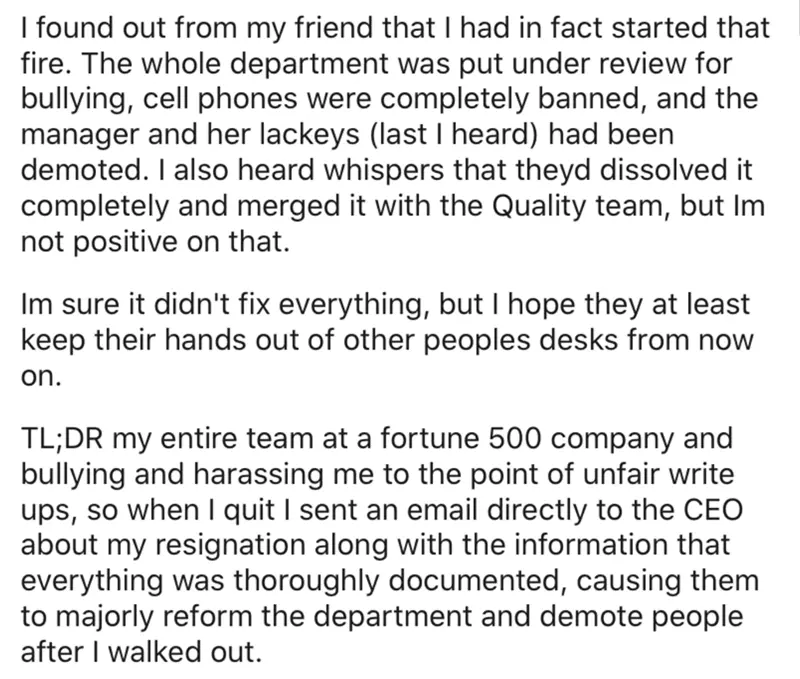 I found out from my friend that I had in fact started that
fire. The whole department was put under review for
bullying, cell phones were completely banned, and the
manager and her lackeys (last I heard) had been
demoted. I also heard whispers that theyd dissolved it
completely and merged it with the Quality team, but Im
not positive on that.
Im sure it didn't fix everything, but I hope they at least
keep their hands out of other peoples desks from now
on.
TL;DR my entire team at a fortune 500 company and
bullying and harassing me to the point of unfair write
ups, so when I quit I sent an email directly to the CEO
about my resignation along with the information that
everything was thoroughly documented, causing them
to majorly reform the department and demote people
after I walked out.